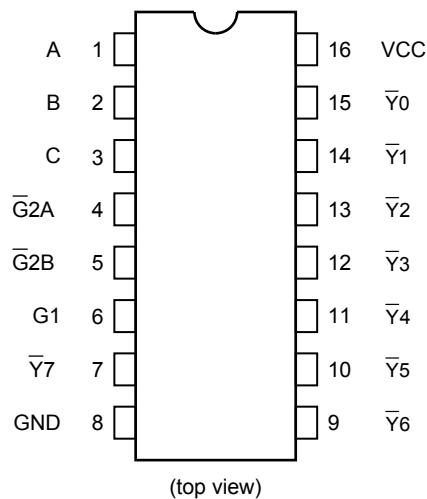 A 1 16 VCC
B 2 15 Y̅0
C 3 14 Y̅1
G̅2A 4 13 Y̅2
G̅2B 5 12 Y̅3
G1 6 11 Y̅4
Y̅7 7 10 Y̅5
GND 8 9 Y̅6
(top view)